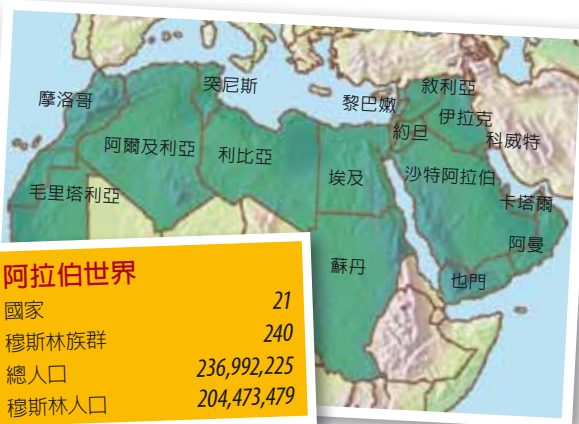 突尼斯
摩洛哥
黎巴嫩
敘利亞
伊拉克
約旦
科威特
阿爾及利亞
利比亞
埃及
沙特阿拉伯
毛里塔利亞
卡塔爾
阿曼
蘇丹
也門
阿拉伯世界
國家 21
穆斯林族群 240
總人口 236,992,225
穆斯林人口 204,473,479